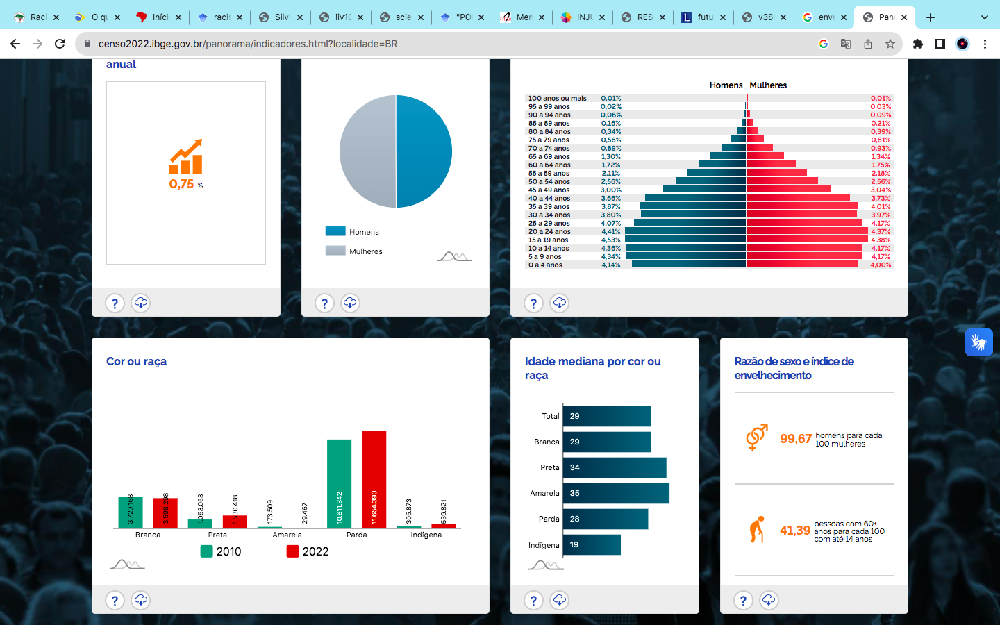 Raci
O qu
Iníci
racis
Silvi
liv10
scie
"PO
Men
INJU
RES
futu
v38
enve
Pan
censo2022.ibge.gov.br/panorama/indicadores.html?localidade=BR
anual
0,75 %
Homens
Mulheres
Homens Mulheres
100 anos ou mais 0,01% 0,01%
95 a 99 anos 0,02% 0,03%
90 a 94 anos 0,06% 0,09%
85 a 89 anos 0,16% 0,21%
80 a 84 anos 0,34% 0,39%
75 a 79 anos 0,56% 0,61%
70 a 74 anos 0,89% 0,93%
65 a 69 anos 1,30% 1,34%
60 a 64 anos 1,72% 1,75%
55 a 59 anos 2,11% 2,15%
50 a 54 anos 2,56% 2,56%
45 a 49 anos 3,00% 3,04%
40 a 44 anos 3,66% 3,73%
35 a 39 anos 3,87% 4,01%
30 a 34 anos 3,80% 3,97%
25 a 29 anos 4,07% 4,17%
20 a 24 anos 4,41% 4,37%
15 a 19 anos 4,53% 4,38%
10 a 14 anos 4,36% 4,17%
5 a 9 anos 4,34% 4,17%
0 a 4 anos 4,14% 4,00%
?
?
?
Cor ou raça
3.720.168
3.598.298
1.053.053
1.530.418
173.509
29.467
10.611.342
11.654.390
305.873
539.821
Branca Preta Amarela Parda Indígena
2010 2022
?
Idade mediana por cor ou
raça
Total 29
Branca 29
Preta 34
Amarela 35
Parda 28
Indígena 19
?
Razão de sexo e índice de
envelhecimento
99,67 homens para cada
100 mulheres
41,39 pessoas com 60+
anos para cada 100
com até 14 anos
?